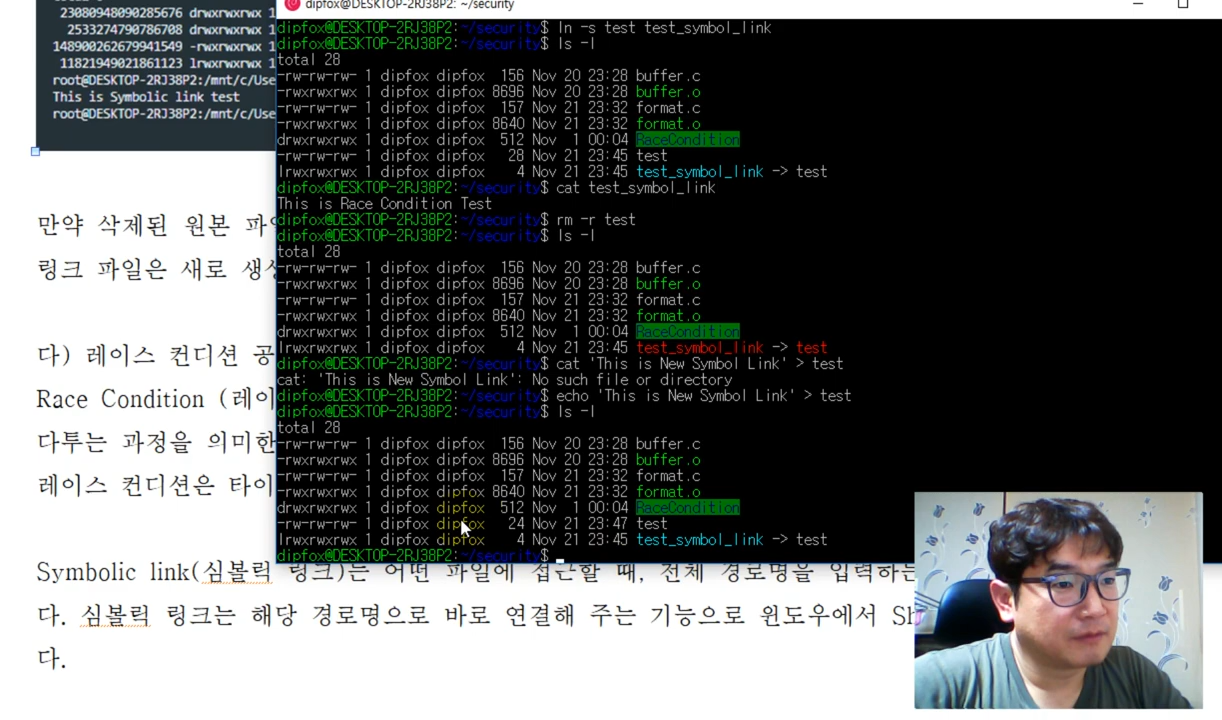 23080948090285676 drwxrwxrwx 1
2533274790786708 drwxrwxrwx 1
148900262679941549 -rwxrwxrwx 1
11821949021861123 lrwxrwxrwx 1
root@DESKTOP-2RJ38P2:/mnt/c/Use
This is Symbolic link test
root@DESKTOP-2RJ38P2:/mnt/c/Use
dipfox@DESKTOP-2RJ38P2: ~/security
dipfox@DESKTOP-2RJ38P2:~/security$ ln -s test test_symbol_link
dipfox@DESKTOP-2RJ38P2:~/security$ ls -l
total 28
-rw-rw-rw- 1 dipfox dipfox 156 Nov 20 23:28 buffer.c
-rwxrwxrwx 1 dipfox dipfox 8696 Nov 20 23:28 buffer.o
-rw-rw-rw- 1 dipfox dipfox 157 Nov 21 23:32 format.c
-rwxrwxrwx 1 dipfox dipfox 8640 Nov 21 23:32 format.o
drwxrwxrwx 1 dipfox dipfox 512 Nov 1 00:04 RaceCondition
-rw-rw-rw- 1 dipfox dipfox 28 Nov 21 23:45 test
lrwxrwxrwx 1 dipfox dipfox 4 Nov 21 23:45 test_symbol_link -> test
dipfox@DESKTOP-2RJ38P2:~/security$ cat test_symbol_link
This is Race Condition Test
dipfox@DESKTOP-2RJ38P2:~/security$ rm -r test
dipfox@DESKTOP-2RJ38P2:~/security$ ls -l
total 28
-rw-rw-rw- 1 dipfox dipfox 156 Nov 20 23:28 buffer.c
-rwxrwxrwx 1 dipfox dipfox 8696 Nov 20 23:28 buffer.o
-rw-rw-rw- 1 dipfox dipfox 157 Nov 21 23:32 format.c
-rwxrwxrwx 1 dipfox dipfox 8640 Nov 21 23:32 format.o
drwxrwxrwx 1 dipfox dipfox 512 Nov 1 00:04 RaceCondition
lrwxrwxrwx 1 dipfox dipfox 4 Nov 21 23:45 test_symbol_link -> test
dipfox@DESKTOP-2RJ38P2:~/security$ cat 'This is New Symbol Link' > test
cat: 'This is New Symbol Link': No such file or directory
dipfox@DESKTOP-2RJ38P2:~/security$ echo 'This is New Symbol Link' > test
dipfox@DESKTOP-2RJ38P2:~/security$ ls -l
total 28
-rw-rw-rw- 1 dipfox dipfox 156 Nov 20 23:28 buffer.c
-rwxrwxrwx 1 dipfox dipfox 8696 Nov 20 23:28 buffer.o
-rw-rw-rw- 1 dipfox dipfox 157 Nov 21 23:32 format.c
-rwxrwxrwx 1 dipfox dipfox 8640 Nov 21 23:32 format.o
drwxrwxrwx 1 dipfox dipfox 512 Nov 1 00:04 RaceCondition
-rw-rw-rw- 1 dipfox dipfox 24 Nov 21 23:47 test
lrwxrwxrwx 1 dipfox dipfox 4 Nov 21 23:45 test_symbol_link -> test
dipfox@DESKTOP-2RJ38P2:~/security$
만약 삭제된 원본 파일
링크 파일은 새로 생성
다) 레이스 컨디션 공
Race Condition (레이
다투는 과정을 의미한
레이스 컨디션은 타이
Symbolic link(심볼릭 링크)는 어떤 파일에 접근할 때, 전체 경로명을 입력하는
다. 심볼릭 링크는 해당 경로명으로 바로 연결해 주는 기능으로 윈도우에서 Sh
다.